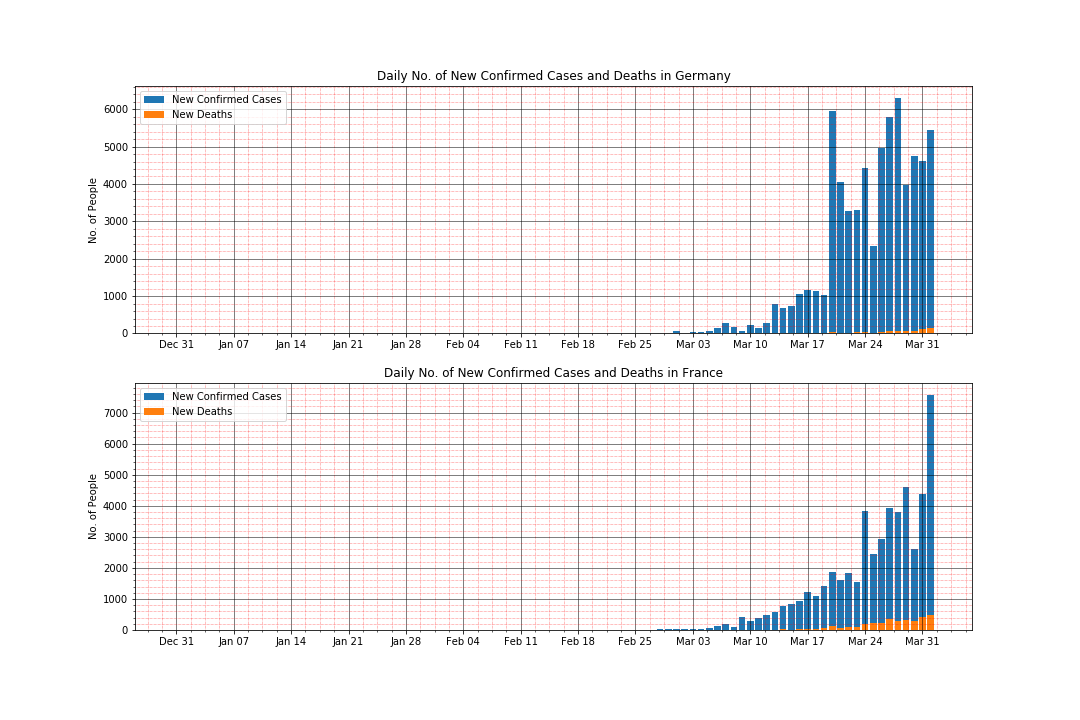 Daily No. of New Confirmed Cases and Deaths in Germany
New Confirmed Cases
New Deaths
No. of People
6000
5000
4000
3000
2000
1000
0
Dec 31 Jan 07 Jan 14 Jan 21 Jan 28 Feb 04 Feb 11 Feb 18 Feb 25 Mar 03 Mar 10 Mar 17 Mar 24 Mar 31
Daily No. of New Confirmed Cases and Deaths in France
New Confirmed Cases
New Deaths
No. of People
7000
6000
5000
4000
3000
2000
1000
0
Dec 31 Jan 07 Jan 14 Jan 21 Jan 28 Feb 04 Feb 11 Feb 18 Feb 25 Mar 03 Mar 10 Mar 17 Mar 24 Mar 31